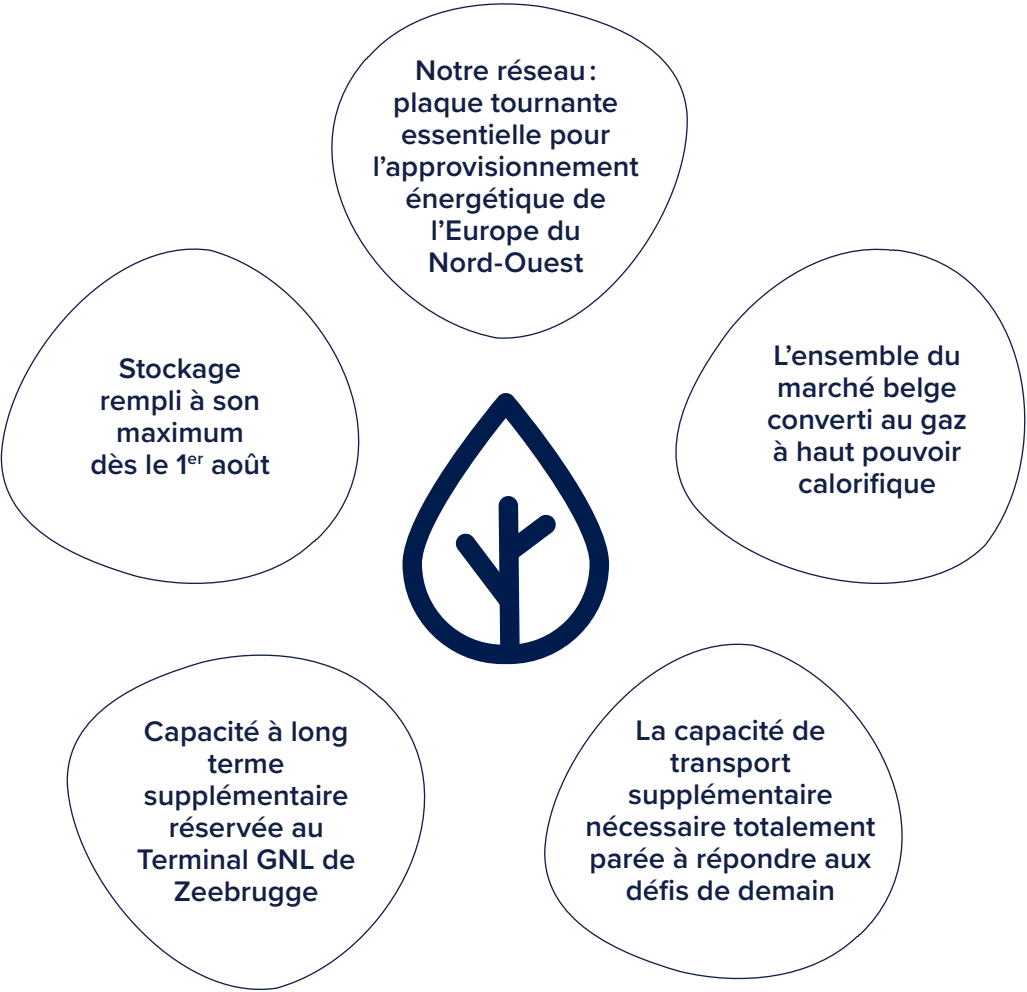 Notre réseau :
plaque tournante
essentielle pour
l’approvisionnement
énergétique de
l’Europe du
Nord-Ouest
Stockage
rempli à son
maximum
dès le 1er août
L’ensemble du
marché belge
converti au gaz
à haut pouvoir
calorifique
Capacité à long
terme
supplémentaire
réservée au
Terminal GNL de
Zeebrugge
La capacité de
transport
supplémentaire
nécessaire totalement
parée à répondre aux
défis de demain